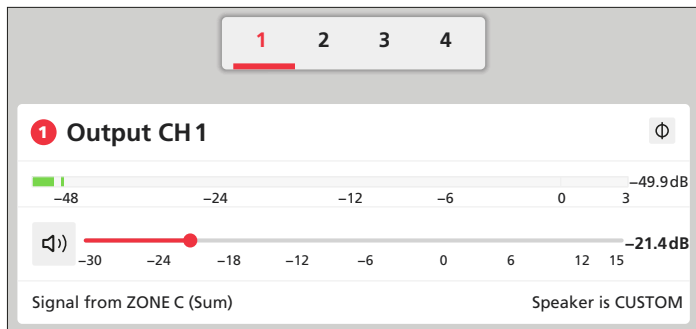 1 2 3 4
1 Output CH 1
−49.9 dB
−48 −24 −12 −6 0 3
−21.4 dB
−30 −24 −18 −12 −6 0 6 12 15
Signal from ZONE C (Sum) Speaker is CUSTOM